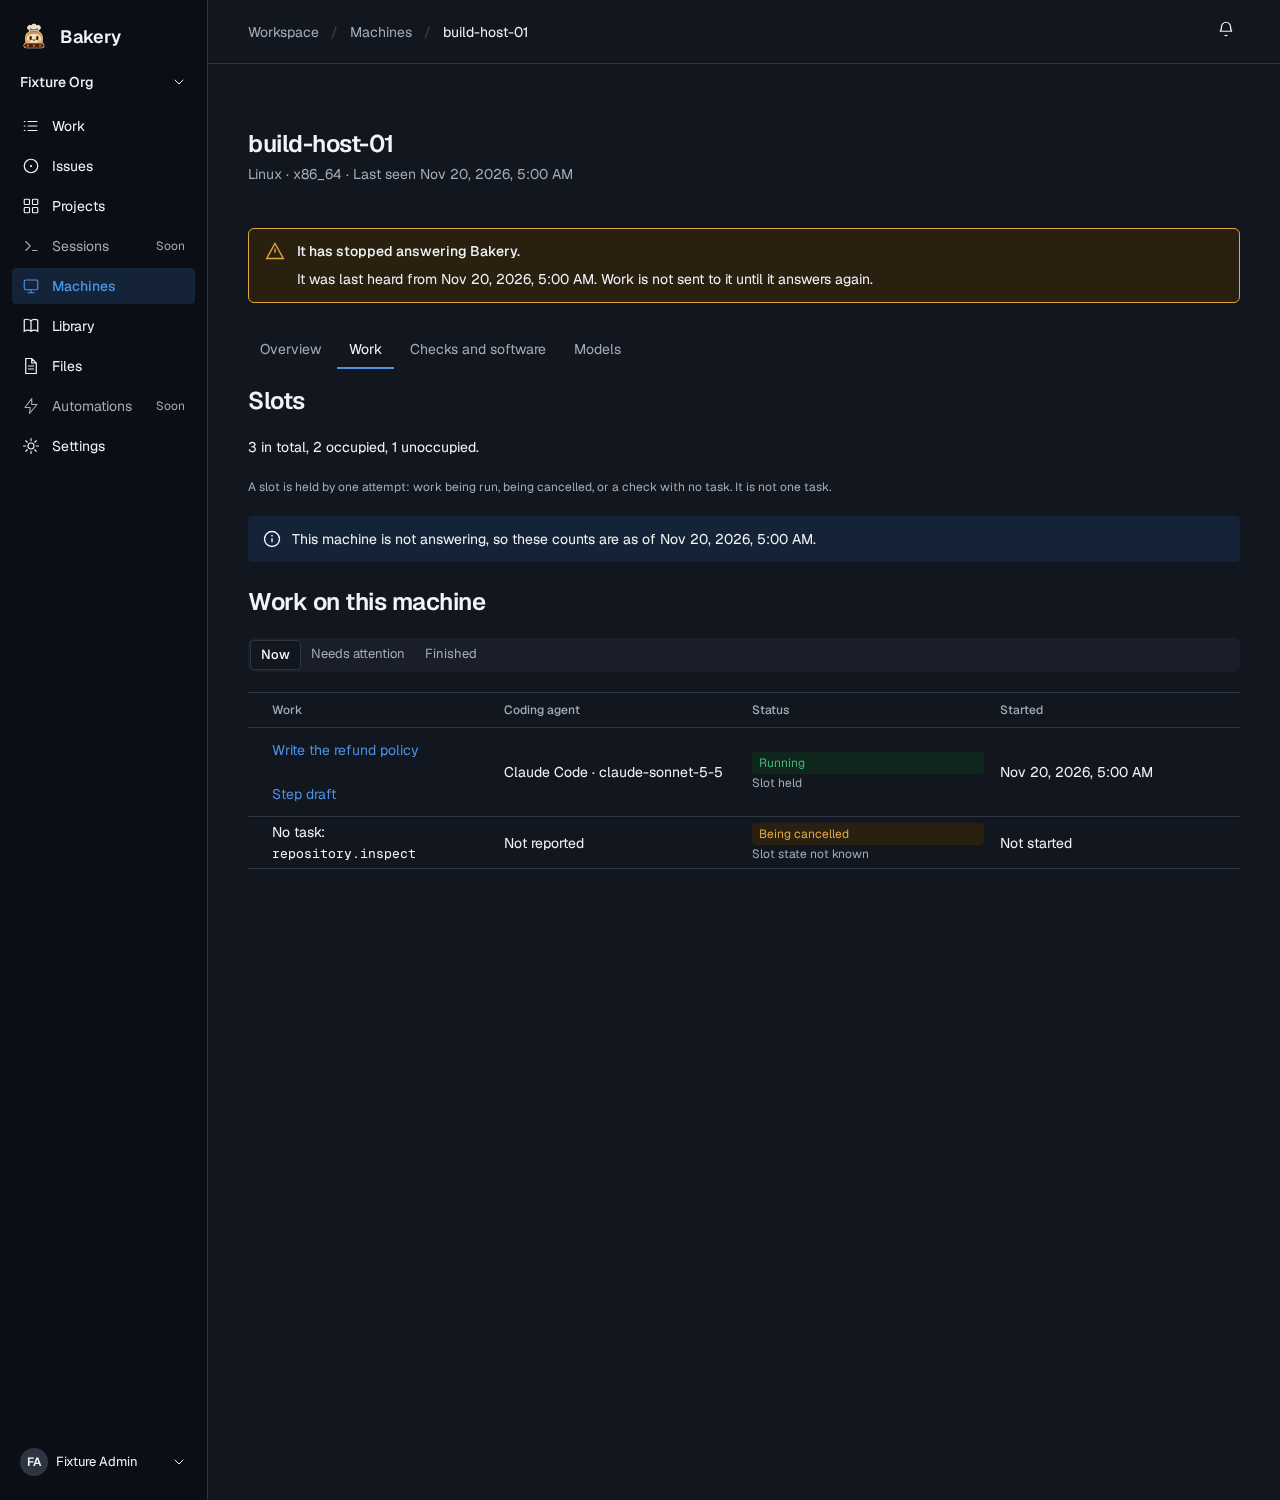 Bakery
Fixture Org
Work
Issues
Projects
Sessions Soon
Machines
Library
Files
Automations Soon
Settings
FA Fixture Admin
Workspace / Machines / build-host-01
build-host-01
Linux · x86_64 · Last seen Nov 20, 2026, 5:00 AM
It has stopped answering Bakery.
It was last heard from Nov 20, 2026, 5:00 AM. Work is not sent to it until it answers again.
Overview Work Checks and software Models
Slots
3 in total, 2 occupied, 1 unoccupied.
A slot is held by one attempt: work being run, being cancelled, or a check with no task. It is not one task.
This machine is not answering, so these counts are as of Nov 20, 2026, 5:00 AM.
Work on this machine
Now Needs attention Finished
Work Coding agent Status Started
Write the refund policy
Step draft
Claude Code · claude-sonnet-5-5
Running
Slot held
Nov 20, 2026, 5:00 AM
No task:
repository.inspect
Not reported
Being cancelled
Slot state not known
Not started